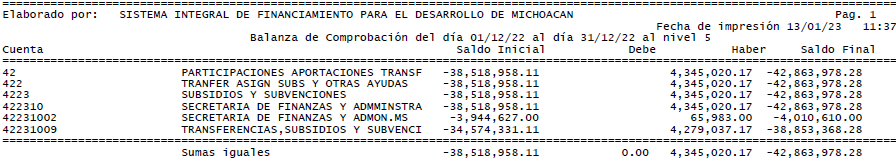 Elaborado por: SISTEMA INTEGRAL DE FINANCIAMIENTO PARA EL DESARROLLO DE MICHOACAN Pag. 1
Fecha de impresión 13/01/23 11:37
Balanza de Comprobación del día 01/12/22 al día 31/12/22 al nivel 5
Cuenta Saldo Inicial Debe Haber Saldo Final
42 PARTICIPACIONES APORTACIONES TRANSF -38,518,958.11 4,345,020.17 -42,863,978.28
422 TRANFER ASIGN SUBS Y OTRAS AYUDAS -38,518,958.11 4,345,020.17 -42,863,978.28
4223 SUBSIDIOS Y SUBVENCIONES -38,518,958.11 4,345,020.17 -42,863,978.28
422310 SECRETARIA DE FINANZAS Y ADMMINSTRA -38,518,958.11 4,345,020.17 -42,863,978.28
42231002 SECRETARIA DE FINANZAS Y ADMON.MS -3,944,627.00 65,983.00 -4,010,610.00
42231009 TRANSFERENCIAS,SUBSIDIOS Y SUBVENCI -34,574,331.11 4,279,037.17 -38,853,368.28
Sumas iguales -38,518,958.11 0.00 4,345,020.17 -42,863,978.28